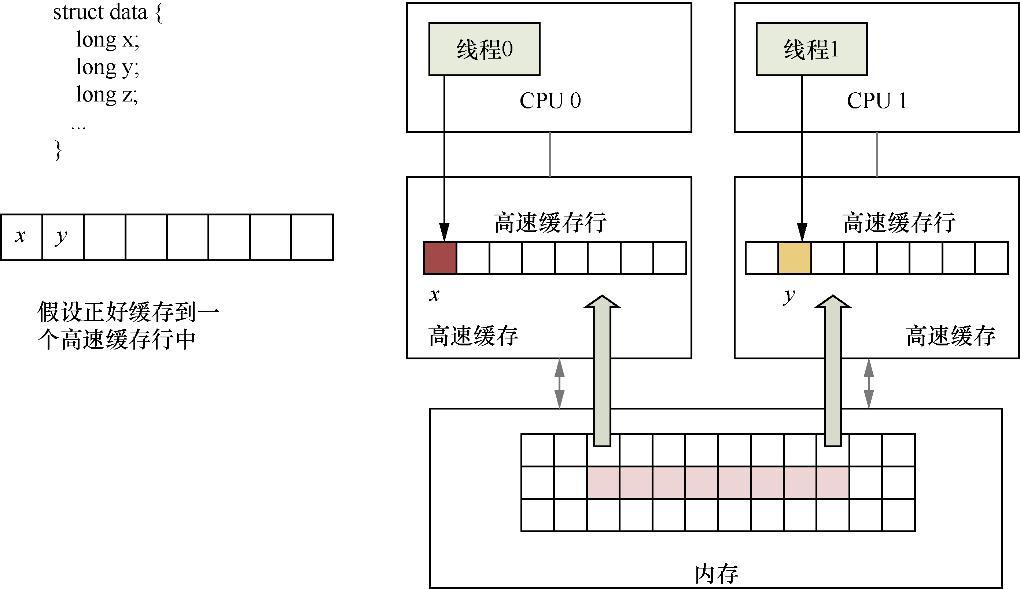 struct data {
long x;
long y;
long z;
...
}
x y
假设正好缓存到一
个高速缓存行中
线程0
CPU 0
高速缓存行
x
高速缓存
线程1
CPU 1
高速缓存行
y
高速缓存
内存